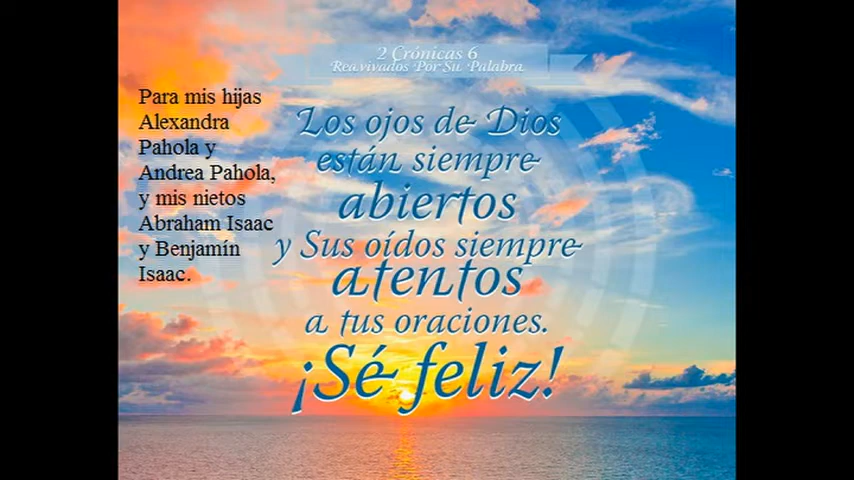 2 Crónicas 6
Reavivados Por Su Palabra
Para mis hijas
Alexandra
Pahola y
Andrea Pahola,
y mis nietos
Abraham Isaac
y Benjamín
Isaac.
Los ojos de Dios
están siempre
abiertos
y Sus oídos siempre
atentos
a tus oraciones.
¡Sé feliz!